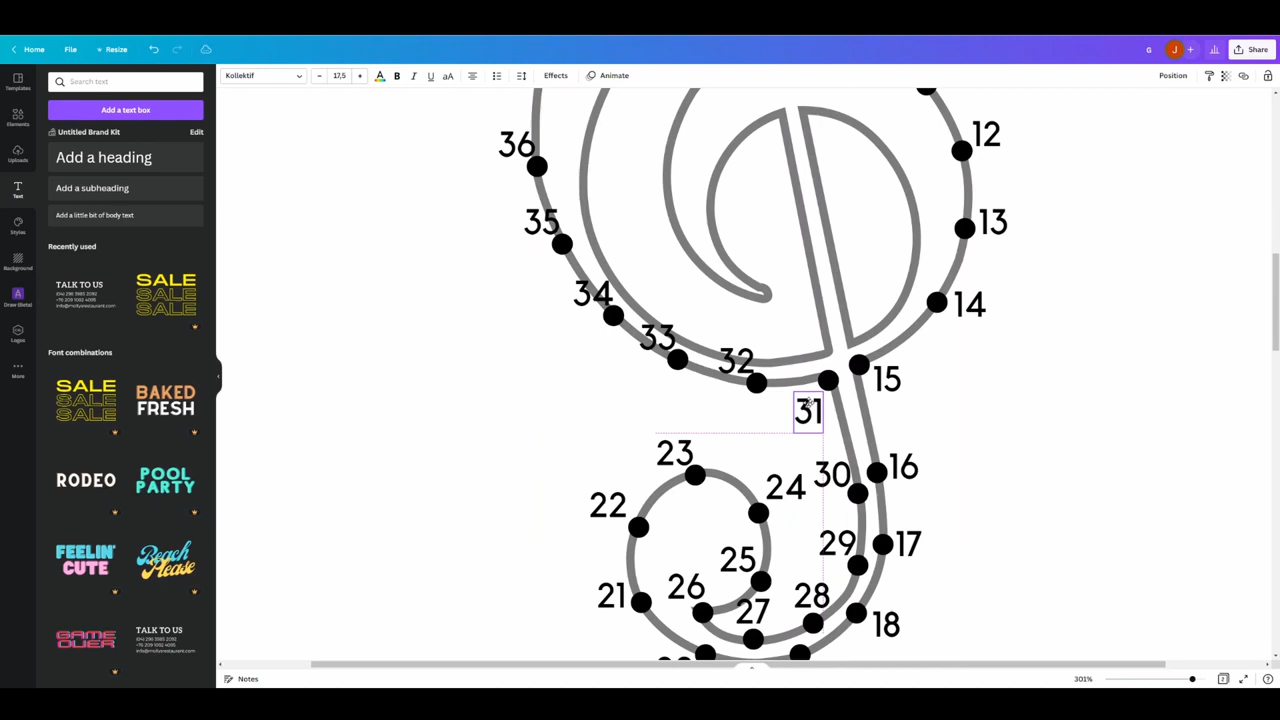 Home File Resize G J Share
Kollektif 17,5 A B I U aA Effects Animate Position
Templates
Elements
Uploads
Text
Styles
Background
Draw (Beta)
Logos
More
Search text
Add a text box
Untitled Brand Kit Edit
Add a heading
Add a subheading
Add a little bit of body text
Recently used
TALK TO US
SALE
SALE
SALE
Font combinations
SALE
SALE
SALE
BAKED
FRESH
RODEO
POOL
PARTY
FEELIN'
CUTE
Beach
Please
GAME
OVER
TALK TO US
12
36
13
35
34
14
33
32
15
31
23
16
30
24
22
29
17
25
26
21
28
27
18
Notes 301%